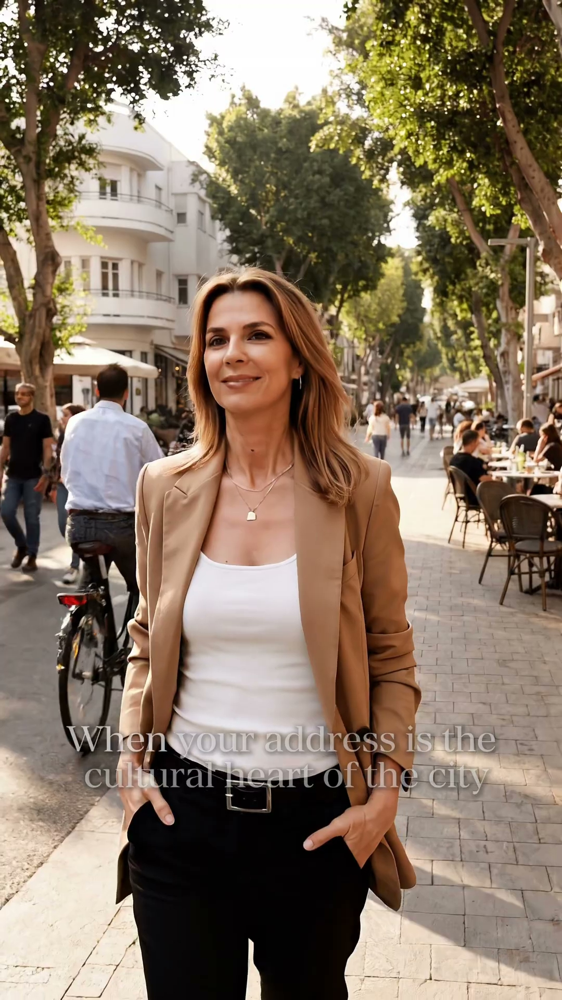 When your address is the
cultural heart of the city